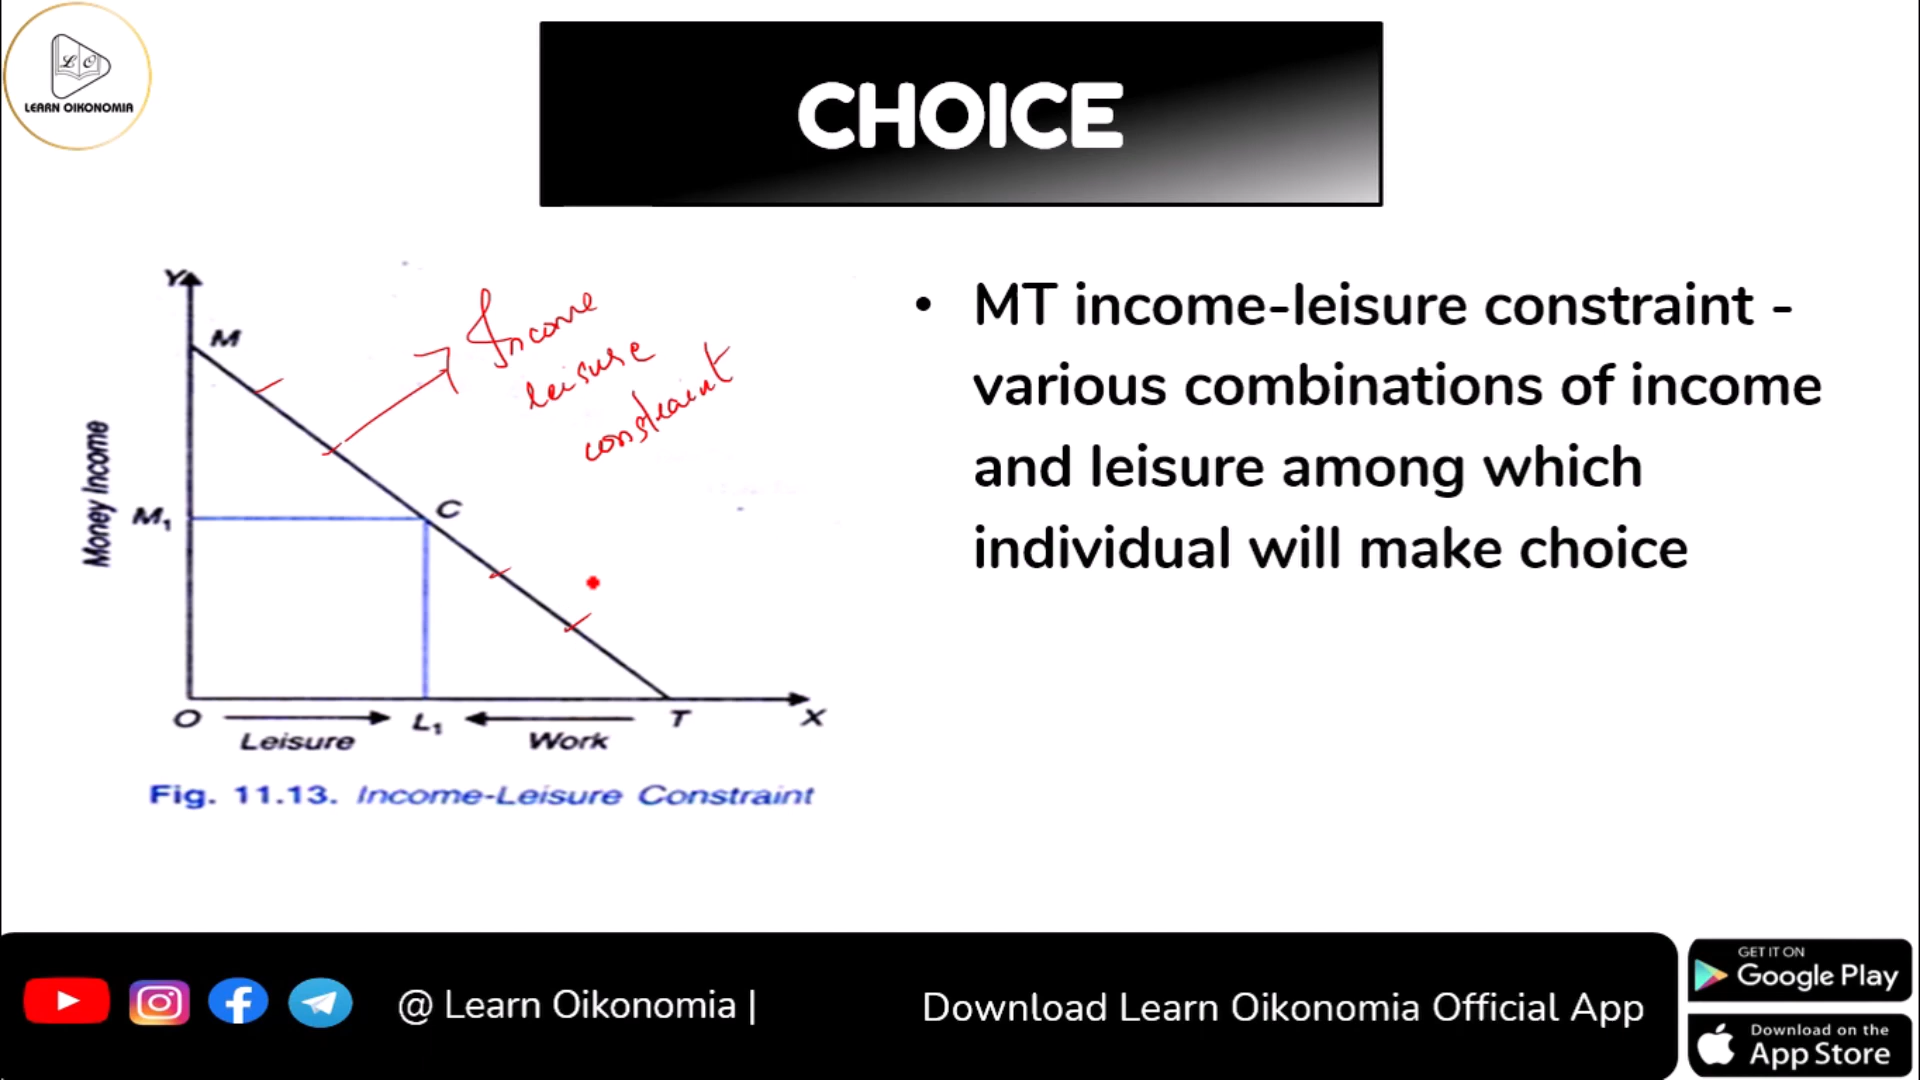 L O
LEARN OIKONOMIA
CHOICE
Y
M
Income
leisure
constraint
Money Income
M₁
C
O
Leisure
L₁
Work
T
X
Fig. 11.13. Income-Leisure Constraint
• MT income-leisure constraint -
various combinations of income
and leisure among which
individual will make choice
@ Learn Oikonomia |
Download Learn Oikonomia Official App
GET IT ON
Google Play
Download on the
App Store